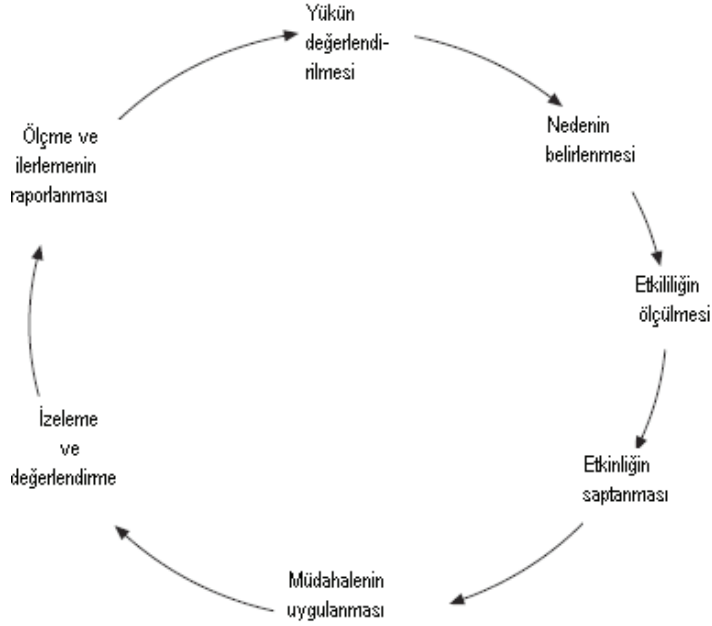 Yükün
değerlendi-
rilmesi
Nedenin
belirlenmesi
Etkililiğin
ölçülmesi
Etkinliğin
saptanması
Müdahalenin
uygulanması
İzeleme
ve
değerlendirme
Ölçme ve
ilerlemenin
raporlanması